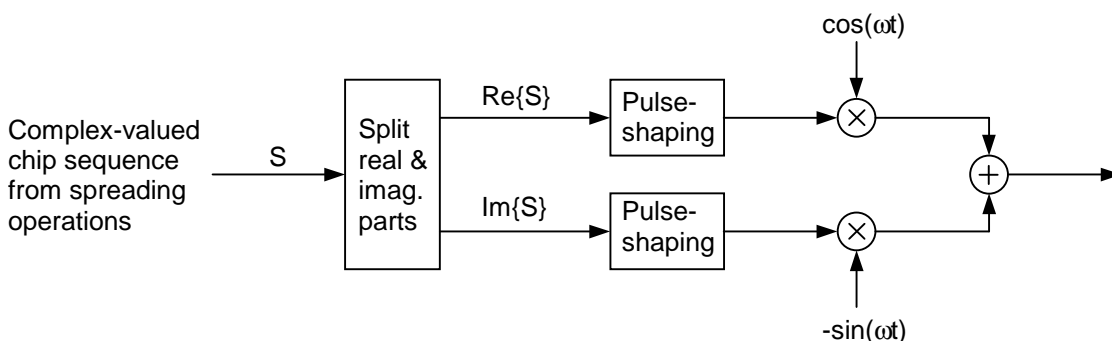 cos(ωt)
Complex-valued
chip sequence
from spreading
operations
S
Split
real &
imag.
parts
Re{S}
Im{S}
Pulse-
shaping
Pulse-
shaping
-sin(ωt)